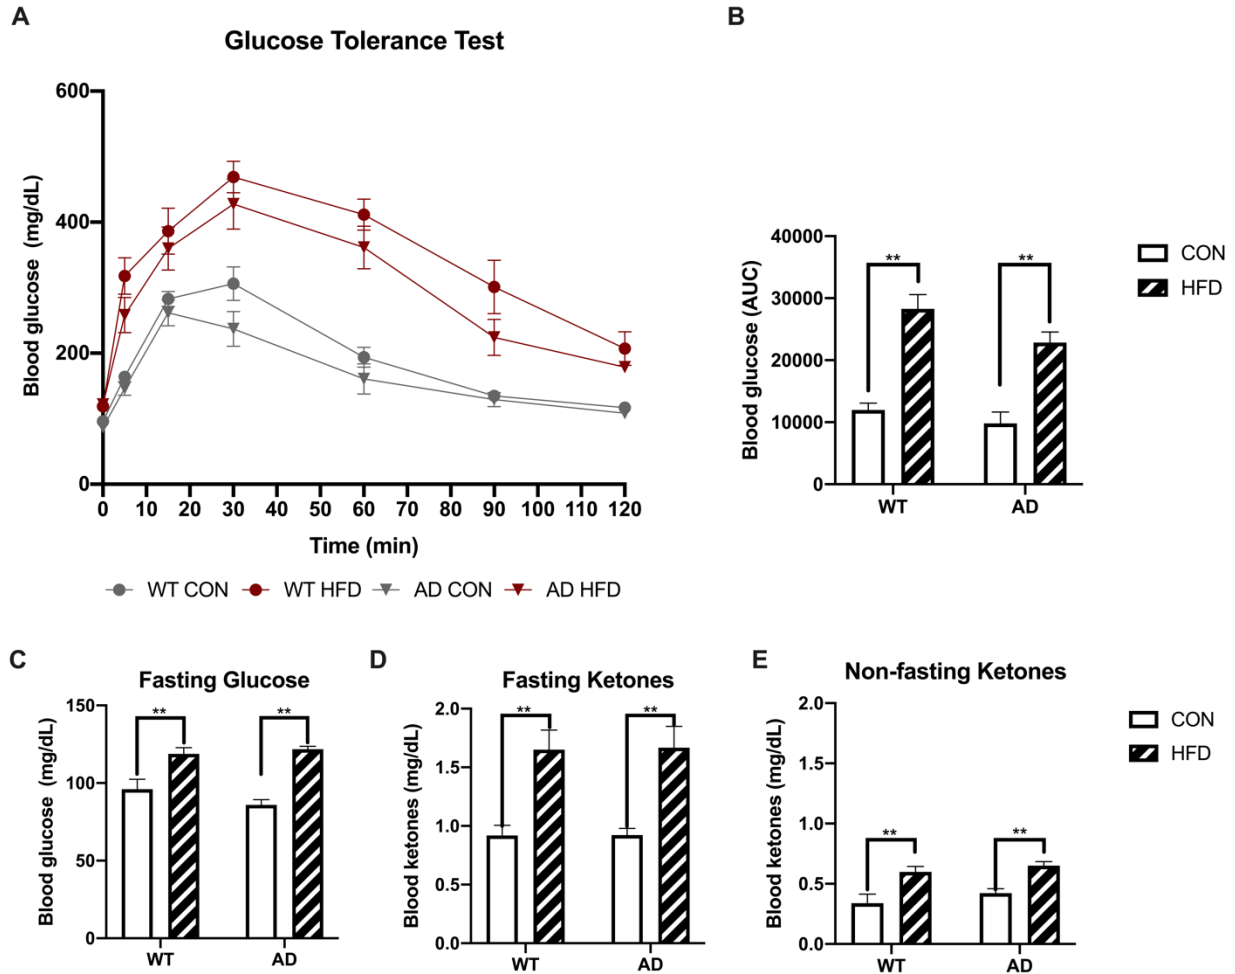 A
Glucose Tolerance Test
Blood glucose (mg/dL)
600
400
200
0
0 10 20 30 40 50 60 70 80 90 100 110 120
Time (min)
WT CON WT HFD AD CON AD HFD
B
Blood glucose (AUC)
40000
30000
20000
10000
0
** **
WT AD
CON
HFD
C
Fasting Glucose
Blood glucose (mg/dL)
150
100
50
0
** **
WT AD
D
Fasting Ketones
Blood ketones (mg/dL)
2.0
1.5
1.0
0.5
0.0
** **
WT AD
E
Non-fasting Ketones
Blood ketones (mg/dL)
2.0
1.5
1.0
0.5
0.0
** **
WT AD
CON
HFD